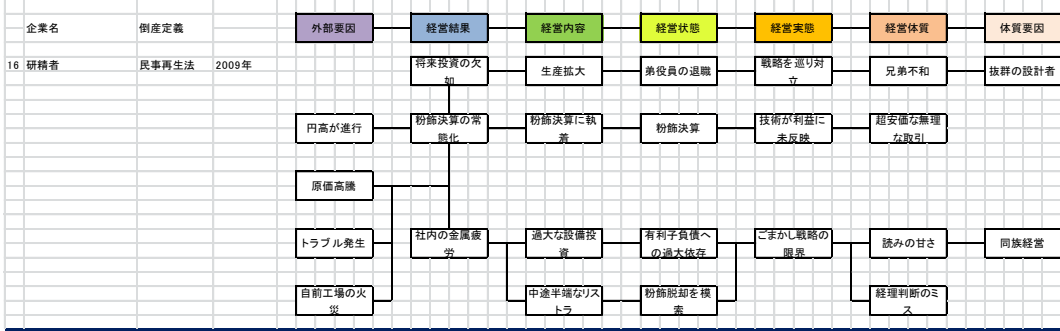 企業名 倒産定義 外部要因 経営結果 経営内容 経営状態 経営実態 経営体質 体質要因
16 研精者 民事再生法 2009年
将来投資の欠
如
生産拡大
弟役員の退職
戦略を巡り対
立
兄弟不和
抜群の設計者
円高が進行
粉飾決算の常
態化
粉飾決算に執
着
粉飾決算
技術が利益に
未反映
超安価な無理
な取引
原価高騰
トラブル発生
社内の金属疲
労
過大な設備投
資
有利子負債へ
の過大依存
ごまかし戦略の
限界
読みの甘さ
同族経営
自前工場の火
災
中途半端なリス
トラ
粉飾脱却を模
索
経理判断のミ
ス